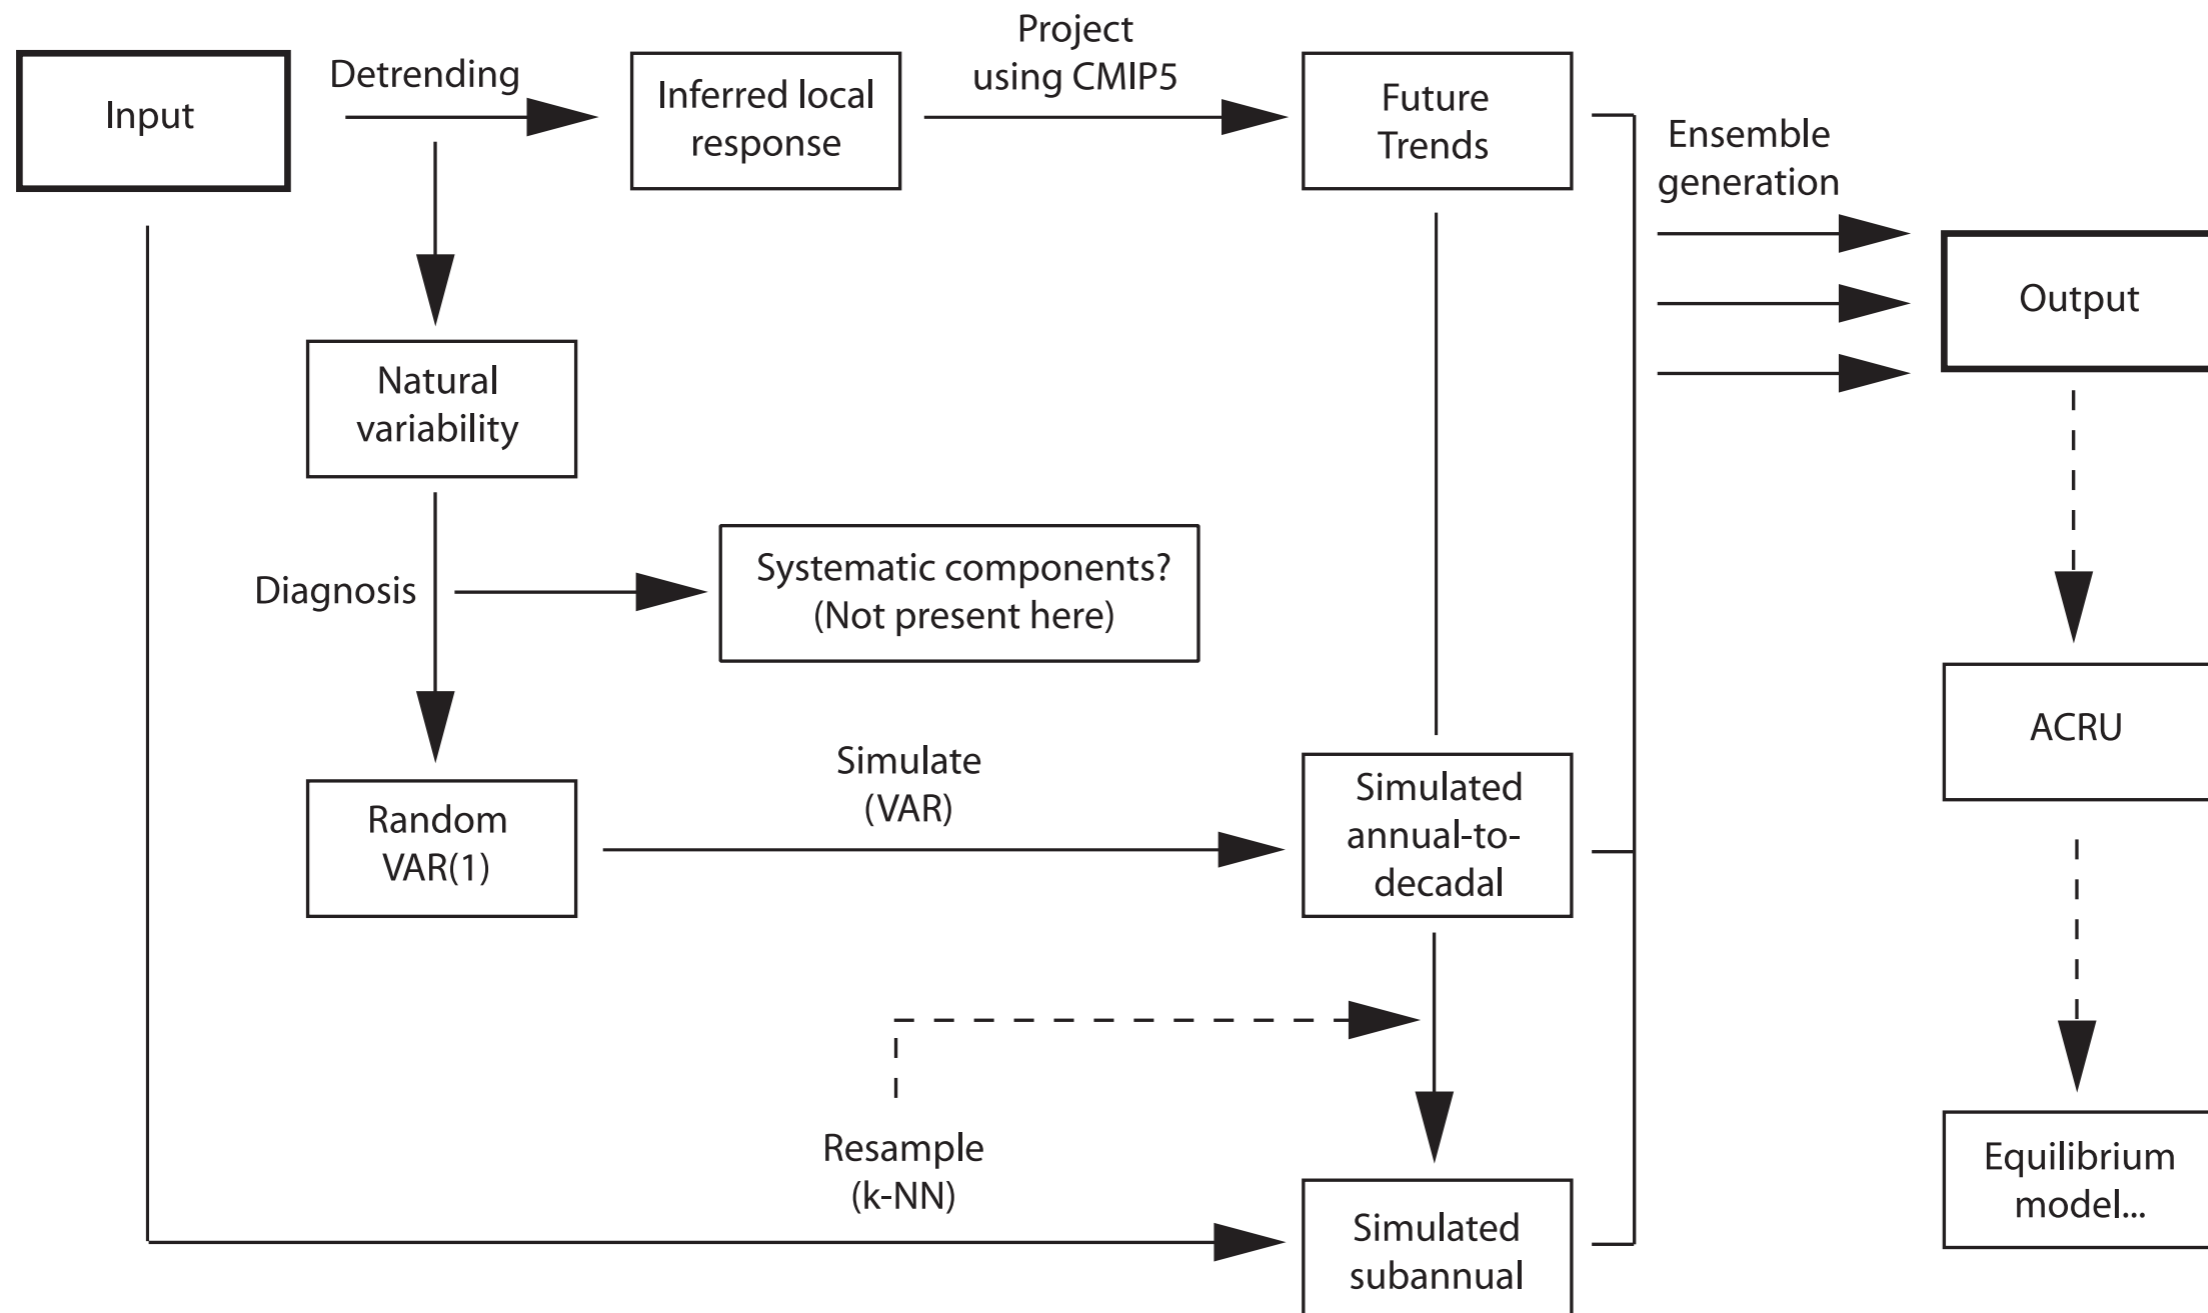 Project
using CMIP5
Input
Detrending
Inferred local
response
Future
Trends
Ensemble
generation
Output
Natural
variability
Diagnosis
Systematic components?
(Not present here)
ACRU
Simulate
(VAR)
Random
VAR(1)
Simulated
annual-to-
decadal
Resample
(k-NN)
Simulated
subannual
Equilibrium
model...